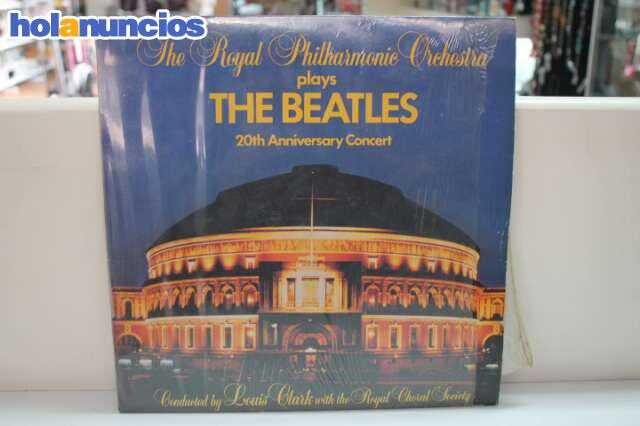 holanuncios
The Royal Philharmonic Orchestra
plays
THE BEATLES
20th Anniversary Concert
Conducted by Louis Clark with the Royal Choral Society